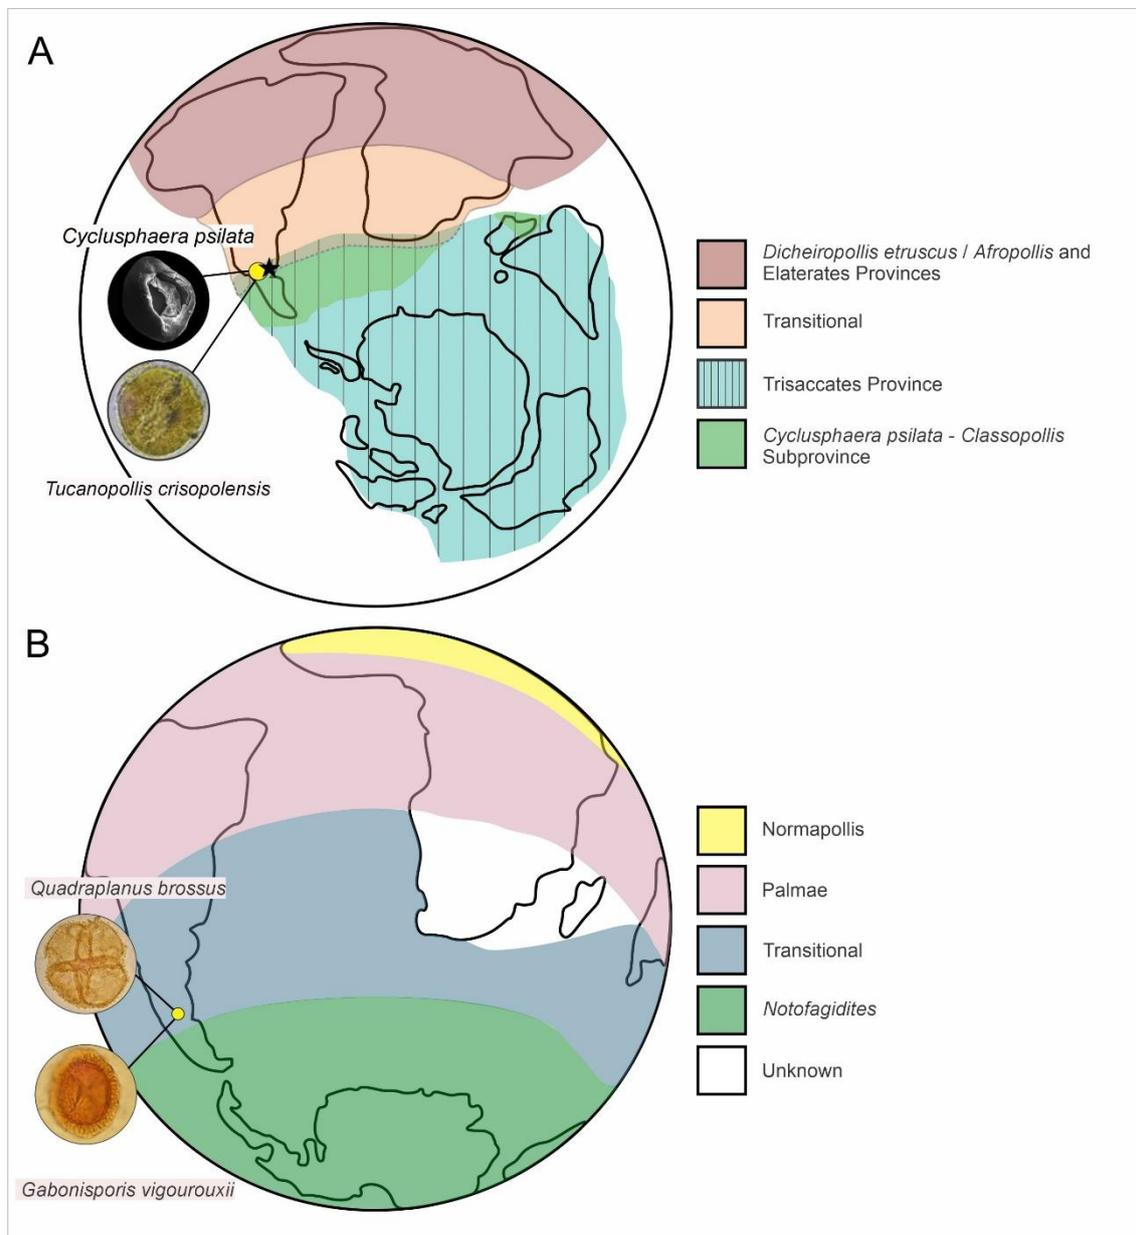 A
Cyclusphaera psilata
Tucanopollis crisopolensis
Dicheiropollis etruscus / Afropollis and
Elaterates Provinces
Transitional
Trisaccates Province
Cyclusphaera psilata - Classopollis
Subprovince
B
Quadraplanus brossus
Gabonisporis vigourouxii
Normapollis
Palmae
Transitional
Notofagidites
Unknown